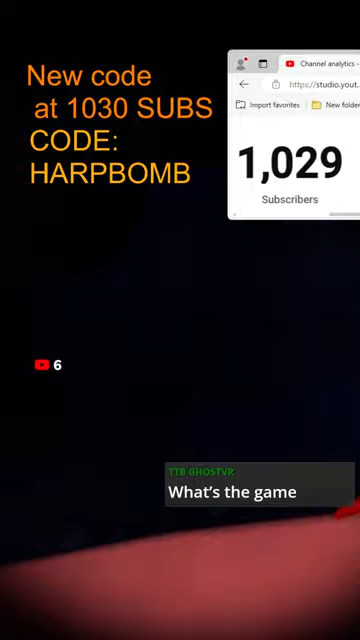 New code
at 1030 SUBS
CODE:
HARPBOMB
Channel analytics -
https://studio.yout
Import favorites
New folder
1,029
Subscribers
6
TTB GHOSTVR
What's the game